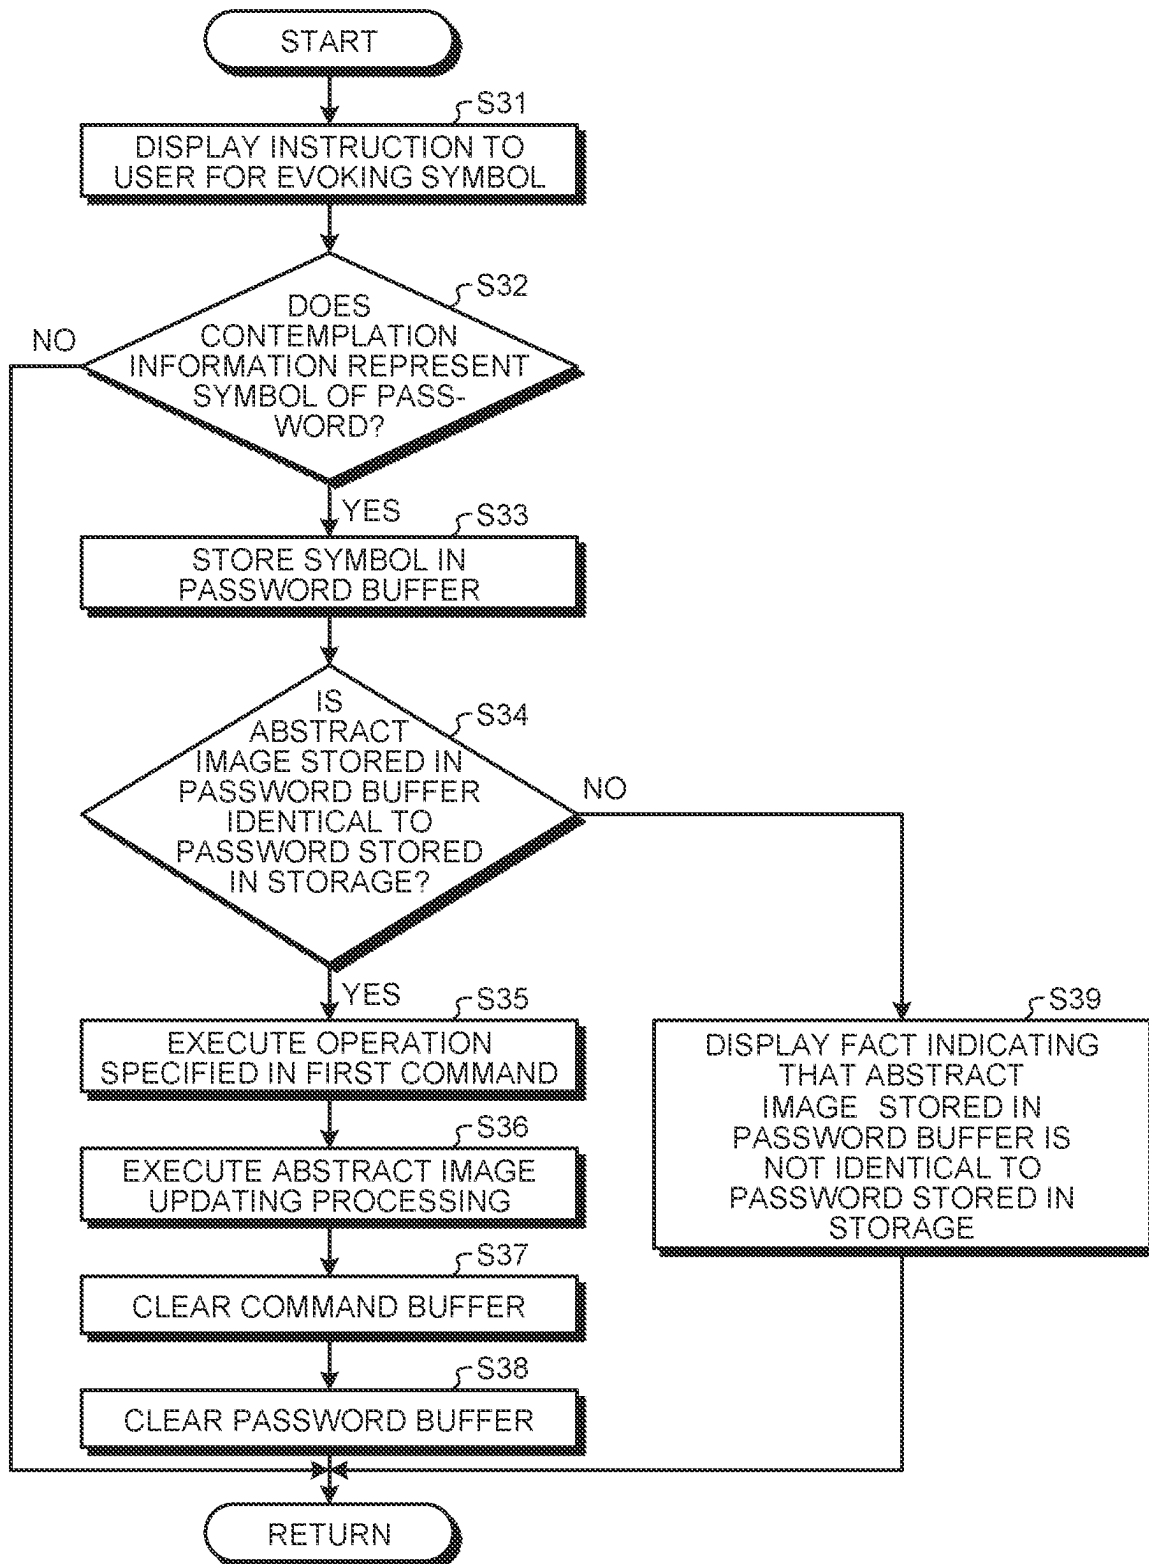 START
S31
DISPLAY INSTRUCTION TO
USER FOR EVOKING SYMBOL
S32
DOES
CONTEMPLATION
INFORMATION REPRESENT
SYMBOL OF PASS-
WORD?
NO
YES
S33
STORE SYMBOL IN
PASSWORD BUFFER
S34
IS
ABSTRACT
IMAGE STORED IN
PASSWORD BUFFER
IDENTICAL TO
PASSWORD STORED
IN STORAGE?
NO
YES
S35
EXECUTE OPERATION
SPECIFIED IN FIRST COMMAND
S39
DISPLAY FACT INDICATING
THAT ABSTRACT
IMAGE STORED IN
PASSWORD BUFFER IS
NOT IDENTICAL TO
PASSWORD STORED IN
STORAGE
S36
EXECUTE ABSTRACT IMAGE
UPDATING PROCESSING
S37
CLEAR COMMAND BUFFER
S38
CLEAR PASSWORD BUFFER
RETURN